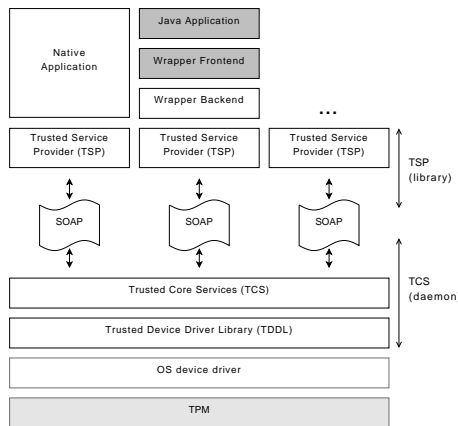 Native
Application
Java Application
Wrapper Frontend
Wrapper Backend
...
Trusted Service
Provider (TSP)
Trusted Service
Provider (TSP)
Trusted Service
Provider (TSP)
TSP
(library)
SOAP
SOAP
SOAP
Trusted Core Services (TCS)
TCS
(daemon
Trusted Device Driver Library (TDDL)
OS device driver
TPM